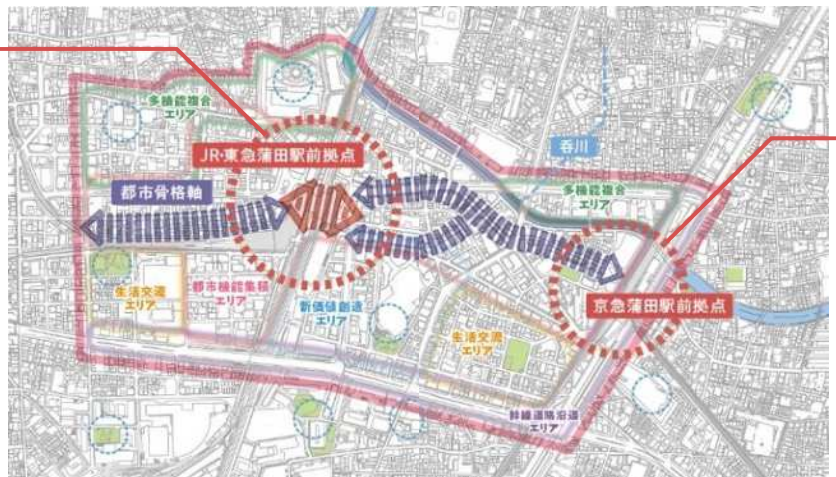 多機能複合
エリア
JR・東急蒲田駅前拠点
呑川
都市骨格軸
多機能複合
エリア
生活交流
エリア
都市機能集積
エリア
新価値創造
エリア
京急蒲田駅前拠点
生活交流
エリア
幹線道路沿道
エリア